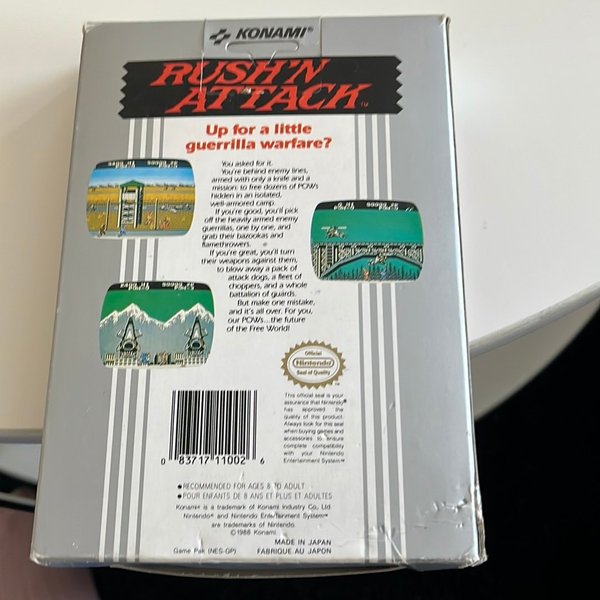 KONAMI®
RUSH'N
ATTACK™
Up for a little
guerrilla warfare?
You asked for it.
You're behind enemy lines,
armed with only a knife and a
mission: to free dozens of POWs
hidden in an isolated,
well-armored camp.
If you're good, you'll pick
off the heavily armed enemy
guerrillas, one by one, and
grab their bazookas and
flamethrowers.
If you're great, you'll turn
their weapons against them,
to blow away a pack of
attack dogs, a fleet of
choppers, and a whole
battalion of guards.
But make one mistake,
and it's all over. For you,
our POWs...the future
of the Free World!
Official
Nintendo
Seal of Quality
This official seal is your
assurance that Nintendo®
has approved the
quality of this product.
Always look for this seal
when buying games and
accessories to ensure
complete compatibility
with your Nintendo
Entertainment System™
0 83717 11002 6
•RECOMMENDED FOR AGES 8 TO ADULT
•POUR ENFANTS DE 8 ANS ET PLUS ET ADULTES
Konami® is a trademark of Konami Industry Co., Ltd.
Nintendo® and Nintendo Entertainment System™
are trademarks of Nintendo.
©1988 Konami.
MADE IN JAPAN
Game Pak (NES-GP) FABRIQUE AU JAPON